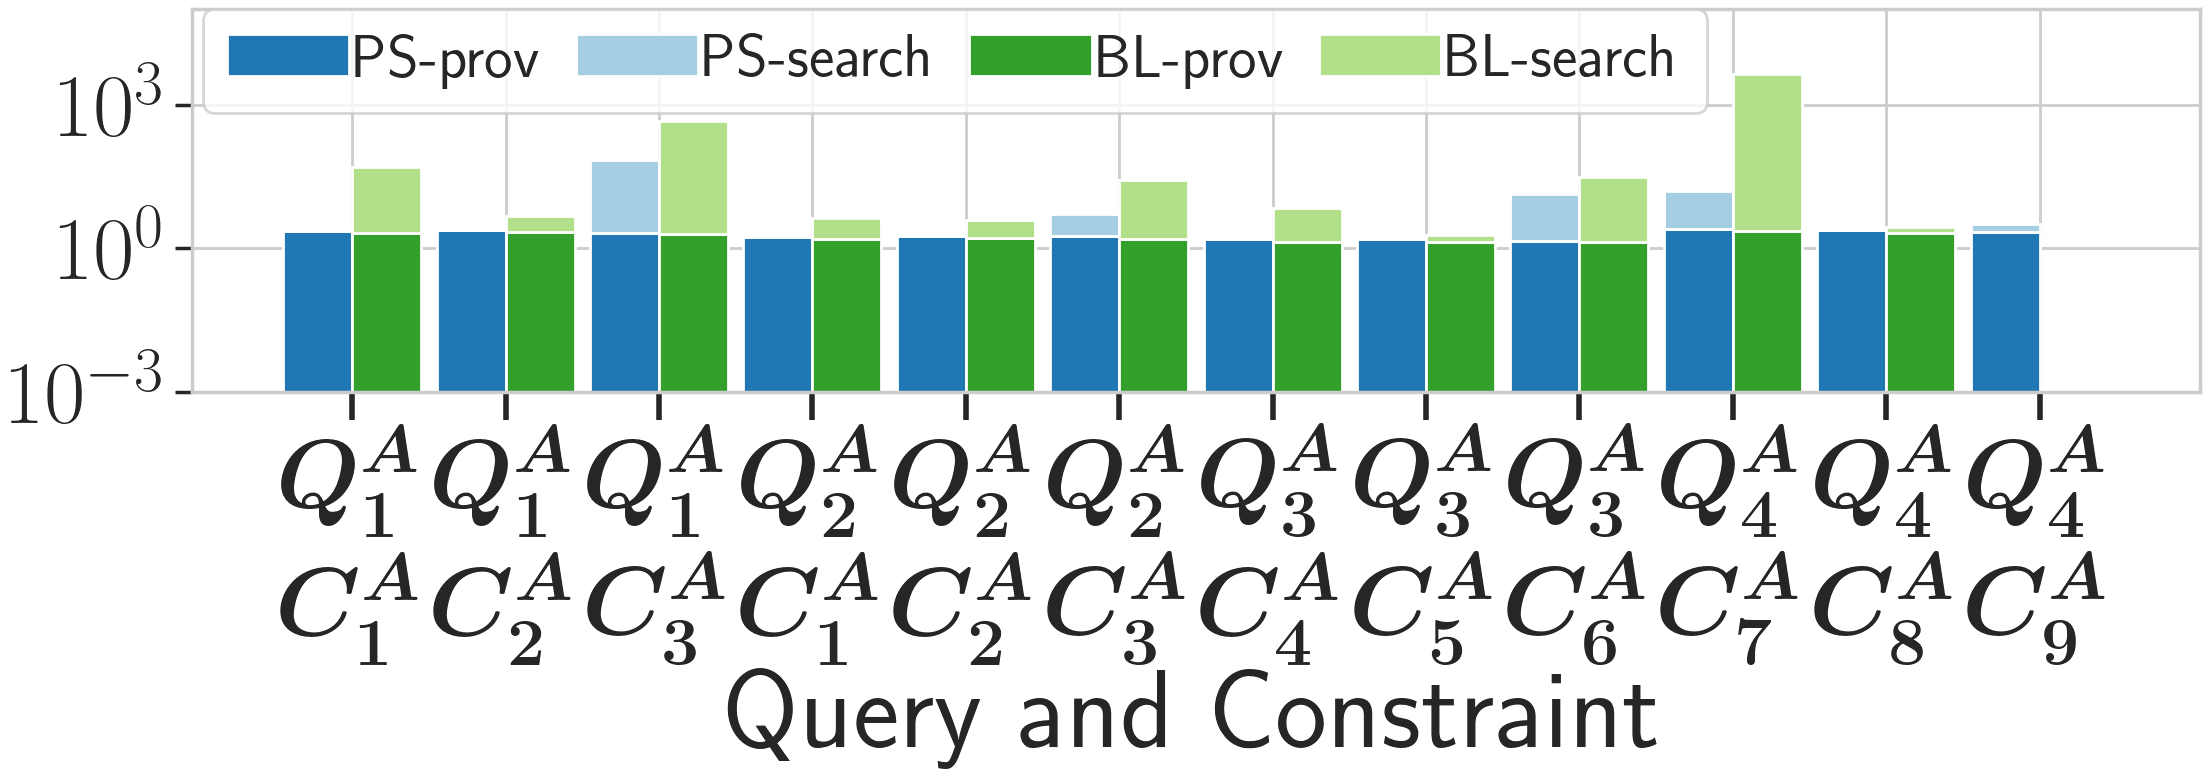 PS-prov PS-search BL-prov BL-search
10^3
10^0
10^−3
Q_1^A Q_1^A Q_1^A Q_2^A Q_2^A Q_2^A Q_3^A Q_3^A Q_3^A Q_4^A Q_4^A Q_4^A
C_1^A C_2^A C_3^A C_1^A C_2^A C_3^A C_4^A C_5^A C_6^A C_7^A C_8^A C_9^A
Query and Constraint